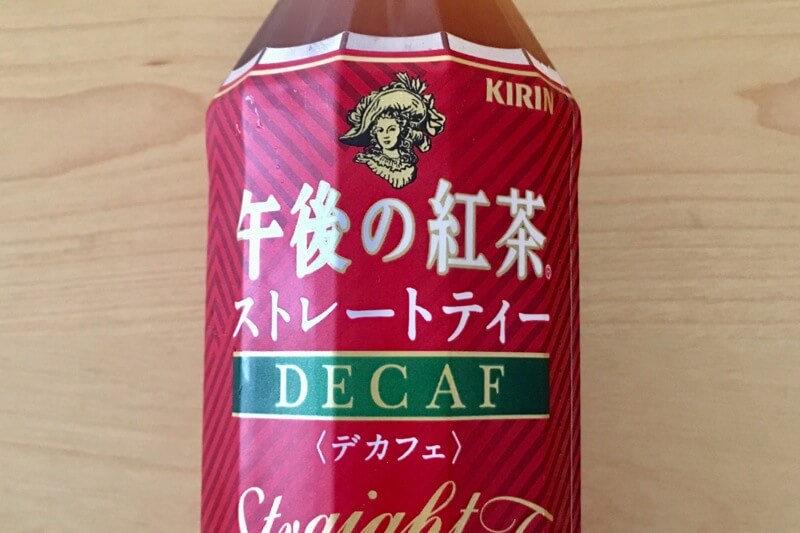 KIRIN
午後の紅茶®
ストレートティー
DECAF
〈デカフェ〉
Straight T